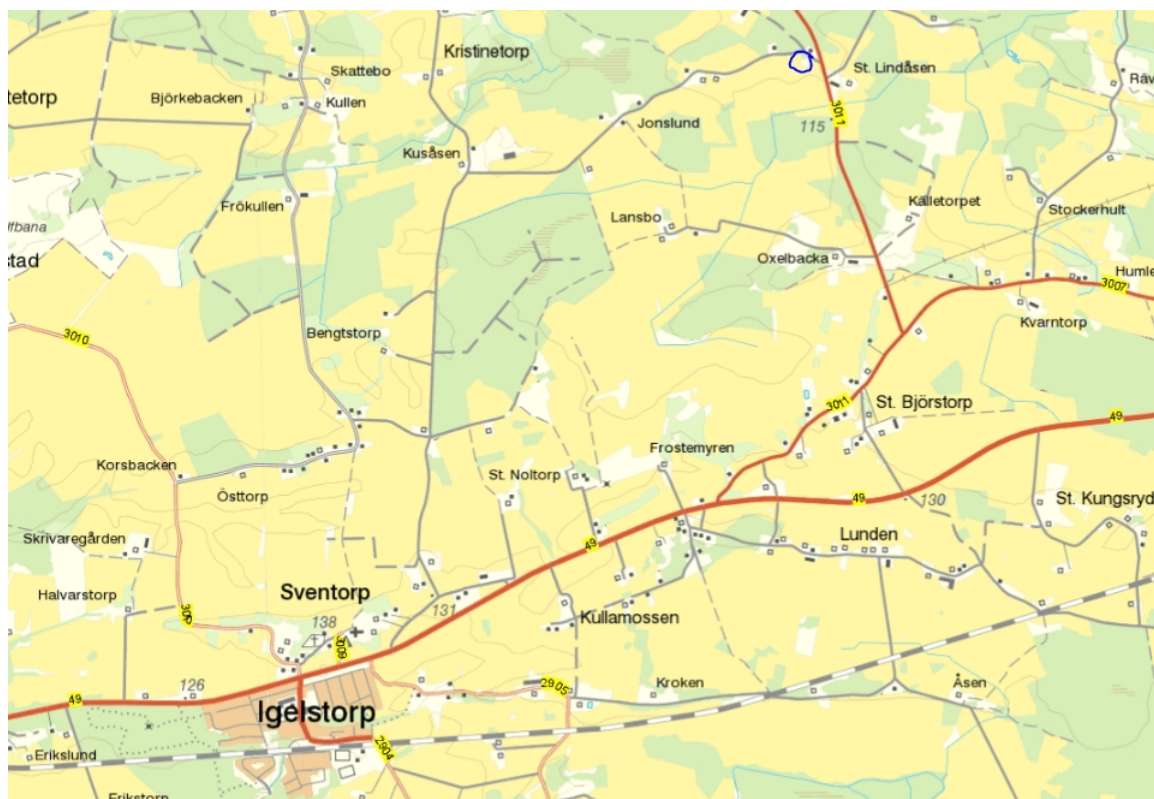 Kristinetorp
Skattebo
St. Lindåsen
Björkebacken
Kullen
tetorp
Räv
3011
Jonslund
115
Kusåsen
Frökullen
Lansbo
Källetorpet
Stockerhult
stad
Oxelbacka
Humle
3007
3010
Bengtstorp
Kvarntorp
3011
St. Björstorp
49
Korsbacken
Östtorp
St. Noltorp
Frostemyren
49
130
St. Kungsryd
Skrivaregården
49
Lunden
Sventorp
Halvarstorp
131
138
Kullamossen
3009
126
49
2905
Kroken
Åsen
Igelstorp
2904
Erikslund
Erikstorp